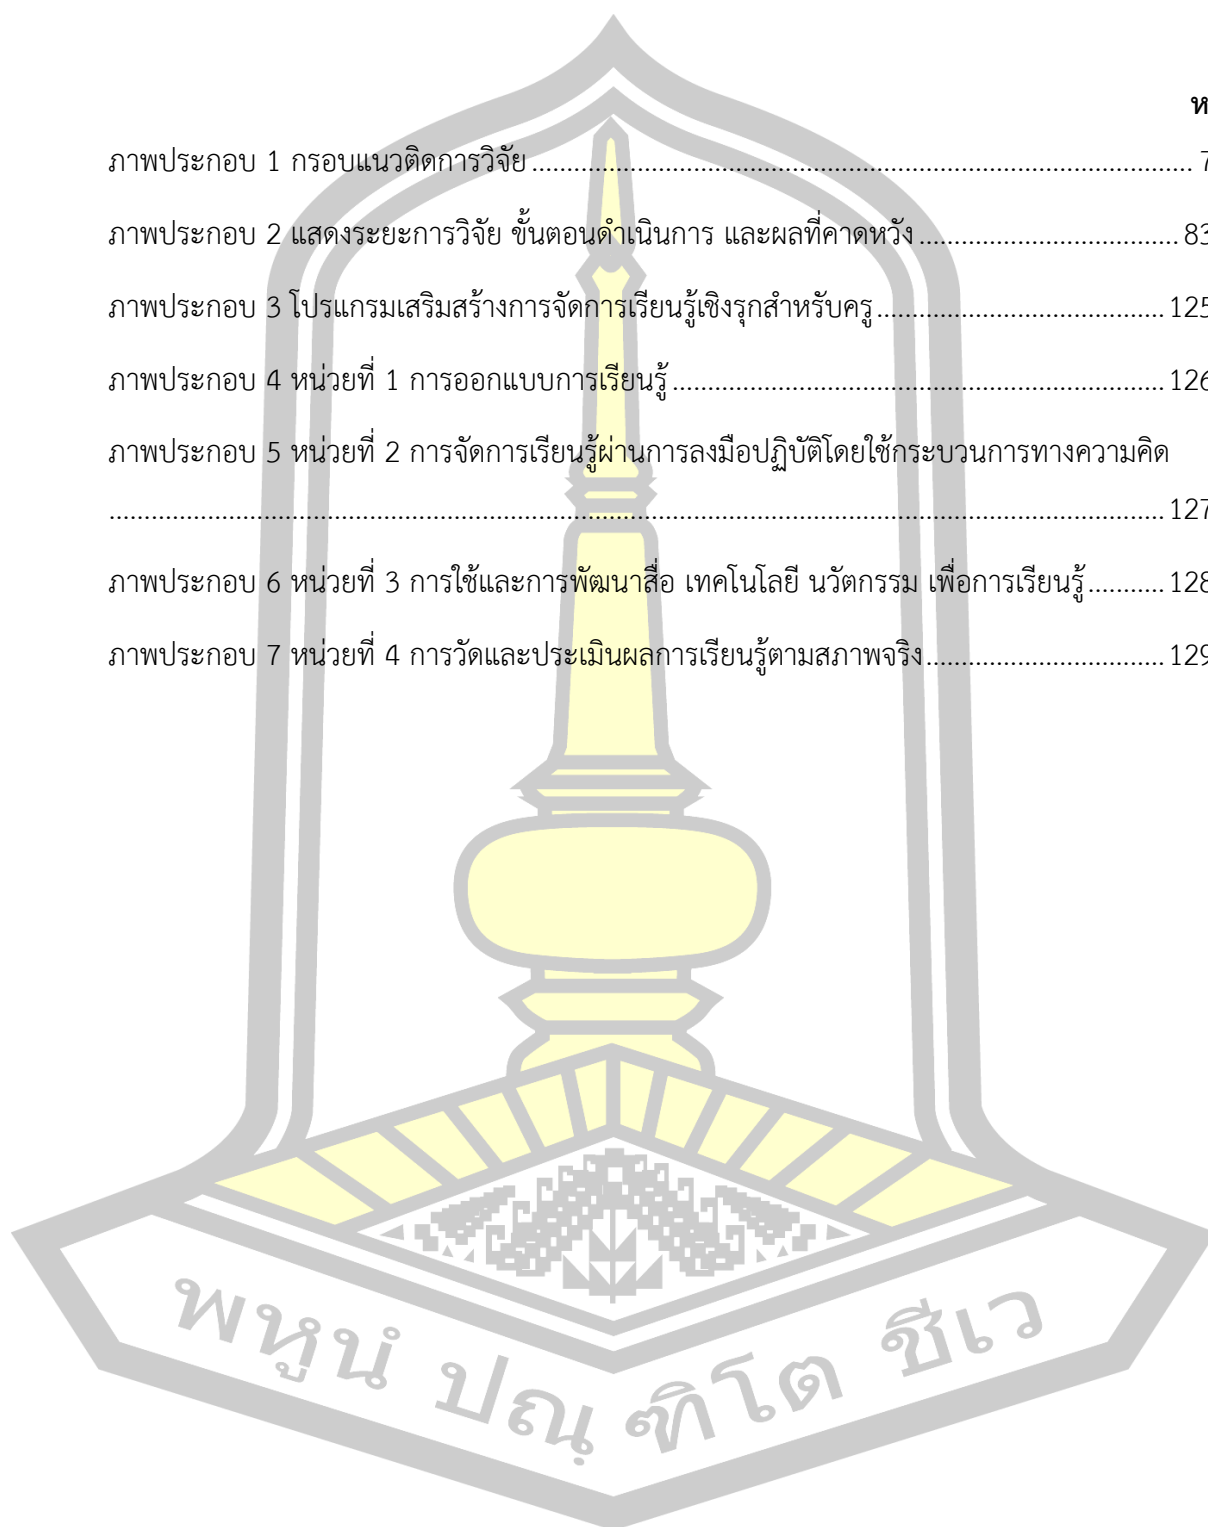 ห
ภาพประกอบ 1 กรอบแนวติดการวิจัย ........................................................................................ 7
ภาพประกอบ 2 แสดงระยะการวิจัย ขั้นตอนดำเนินการ และผลที่คาดหวัง ..................................... 83
ภาพประกอบ 3 โปรแกรมเสริมสร้างการจัดการเรียนรู้เชิงรุกสำหรับครู ......................................... 125
ภาพประกอบ 4 หน่วยที่ 1 การออกแบบการเรียนรู้ ...................................................................... 126
ภาพประกอบ 5 หน่วยที่ 2 การจัดการเรียนรู้ผ่านการลงมือปฏิบัติโดยใช้กระบวนการทางความคิด
...................................................................................................................................................... 127
ภาพประกอบ 6 หน่วยที่ 3 การใช้และการพัฒนาสื่อ เทคโนโลยี นวัตกรรม เพื่อการเรียนรู้ ........... 128
ภาพประกอบ 7 หน่วยที่ 4 การวัดและประเมินผลการเรียนรู้ตามสภาพจริง .................................. 129
พหูนํ ปณฺฑิโต ชีเว